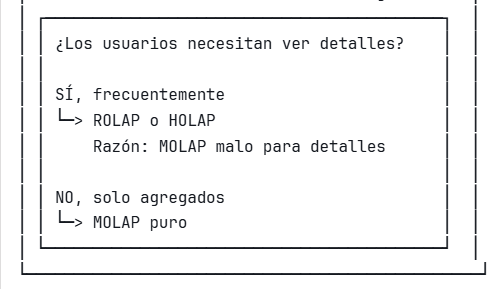 ¿Los usuarios necesitan ver detalles?
SÍ, frecuentemente
└─> ROLAP o HOLAP
Razón: MOLAP malo para detalles
NO, solo agregados
└─> MOLAP puro